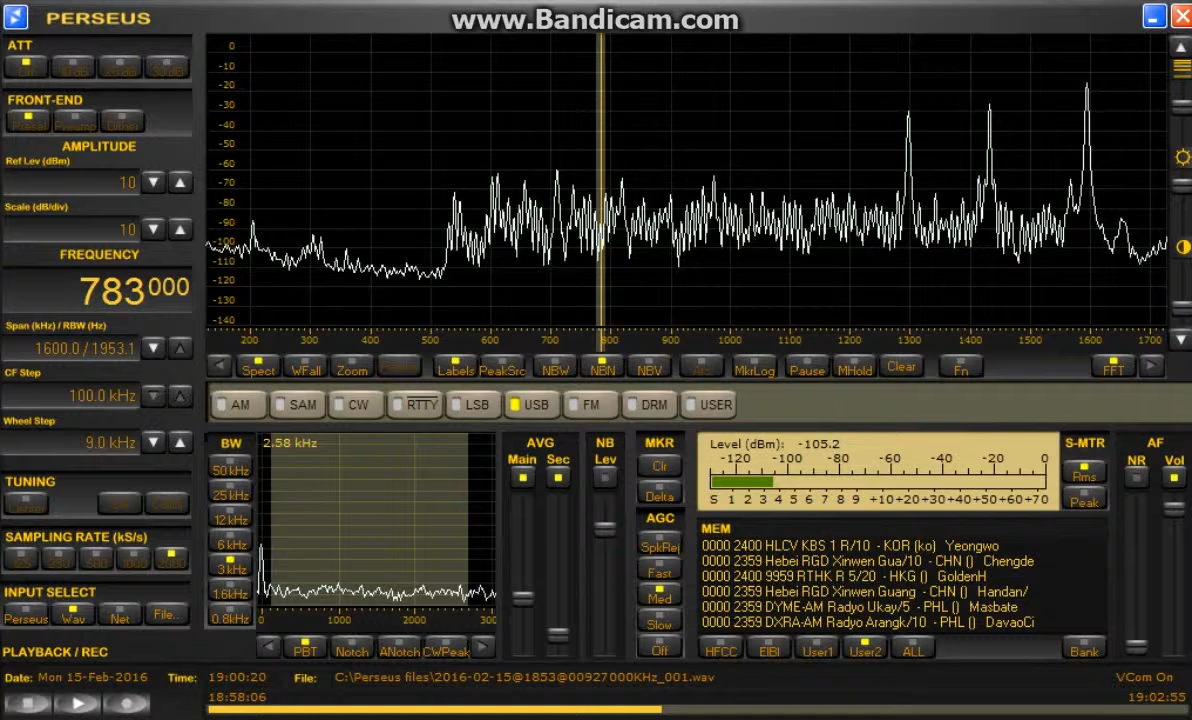 PERSEUS
www.Bandicam.com
ATT
FRONT-END
Preamp
AMPLITUDE
Ref Lev (dBm)
10
Scale (dB/div)
10
FREQUENCY
783000
Span (kHz) / RBW (Hz)
1600.0 / 1953.1
CF Step
100.0 kHz
Wheel Step
9.0 kHz
TUNING
Center
SAMPLING RATE (kS/s)
2000
INPUT SELECT
Perseus Wav Net File..
PLAYBACK / REC
0
-10
-20
-30
-40
-50
-60
-70
-80
-90
-100
-110
-120
-130
-140
200 300 400 500 600 700 800 900 1000 1100 1200 1300 1400 1500 1600 1700
Spect WFall Zoom Labels PeakSrc NBW NBN NBV MkrLog Pause MHold Clear Fn FFT
AM SAM CW RTTY LSB USB FM DRM USER
BW
50 kHz
25 kHz
12 kHz
6 kHz
3 kHz
1.6kHz
0.8kHz
2.58 kHz
0 1000 2000 300
PBT Notch ANotch CWPeak
AVG
Main Sec
NB
Lev
MKR
Clr
Delta
AGC
SpkRej
Fast
Med
Slow
Off
Level (dBm): -105.2
-120 -100 -80 -60 -40 -20 0
S 1 2 3 4 5 6 7 8 9 +10+20+30+40+50+60+70
S-MTR
Rms
Peak
AF
NR Vol
MEM
0000 2400 HLCV KBS 1 R/10 - KOR (ko) Yeongwo
0000 2359 Hebei RGD Xinwen Gua/10 - CHN () Chengde
0000 2400 9959 RTHK R 5/20 - HKG () GoldenH
0000 2359 Hebei RGD Xinwen Guang - CHN () Handan/
0000 2359 DYME-AM Radyo Ukay/5 - PHL () Masbate
0000 2359 DXRA-AM Radyo Arangk/10 - PHL () DavaoCi
HFCC EIBI User1 User2 ALL Bank
Date: Mon 15-Feb-2016 Time: 19:00:20 File: C:\Perseus files\2016-02-15@1853@00927000KHz_001.wav VCom On
18:58:06 19:02:55